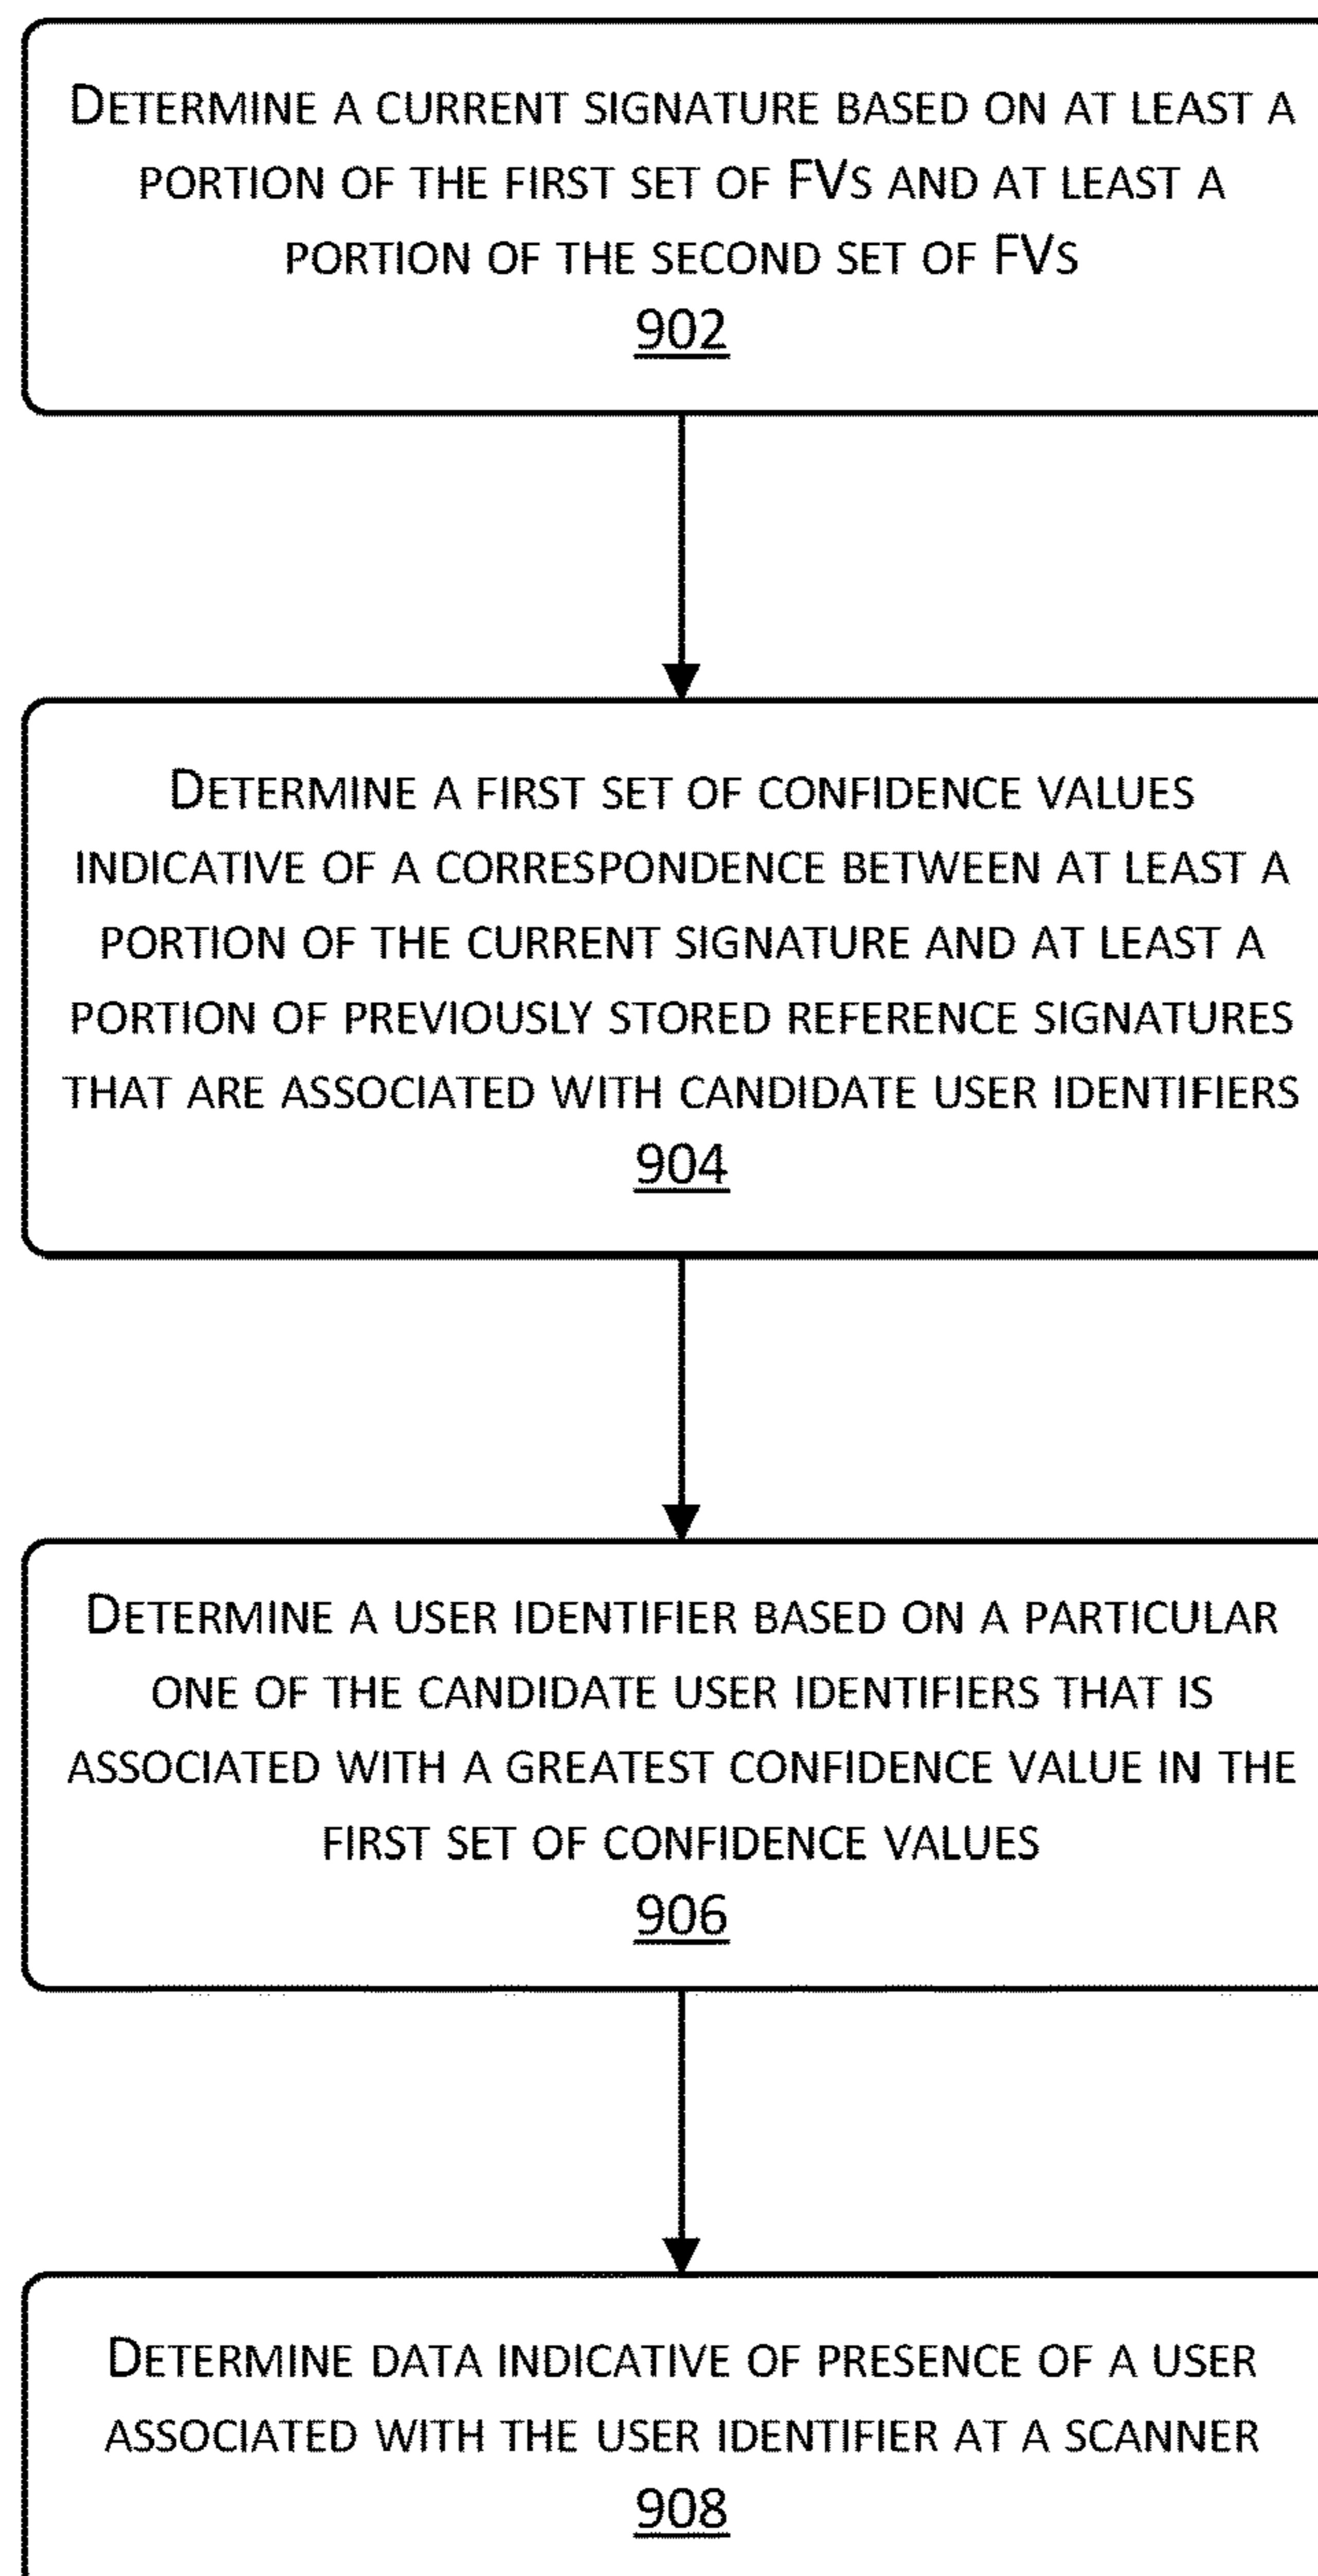 DETERMINE A CURRENT SIGNATURE BASED ON AT LEAST A
PORTION OF THE FIRST SET OF FVS AND AT LEAST A
PORTION OF THE SECOND SET OF FVS
902
DETERMINE A FIRST SET OF CONFIDENCE VALUES
INDICATIVE OF A CORRESPONDENCE BETWEEN AT LEAST A
PORTION OF THE CURRENT SIGNATURE AND AT LEAST A
PORTION OF PREVIOUSLY STORED REFERENCE SIGNATURES
THAT ARE ASSOCIATED WITH CANDIDATE USER IDENTIFIERS
904
DETERMINE A USER IDENTIFIER BASED ON A PARTICULAR
ONE OF THE CANDIDATE USER IDENTIFIERS THAT IS
ASSOCIATED WITH A GREATEST CONFIDENCE VALUE IN THE
FIRST SET OF CONFIDENCE VALUES
906
DETERMINE DATA INDICATIVE OF PRESENCE OF A USER
ASSOCIATED WITH THE USER IDENTIFIER AT A SCANNER
908